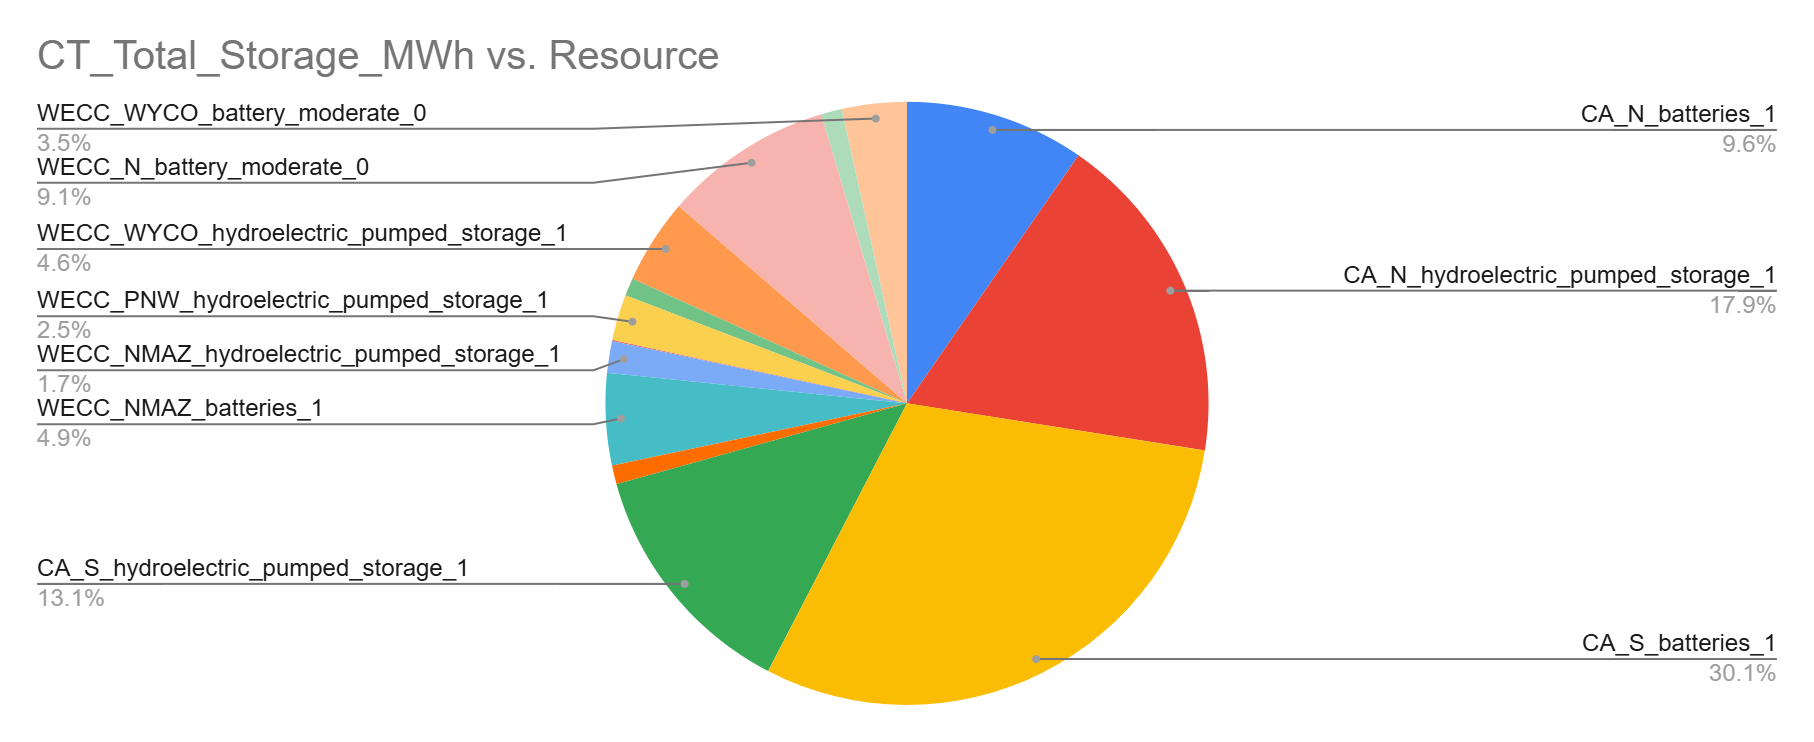 CT_Total_Storage_MWh vs. Resource
WECC_WYCO_battery_moderate_0
3.5%
WECC_N_battery_moderate_0
9.1%
WECC_WYCO_hydroelectric_pumped_storage_1
4.6%
WECC_PNW_hydroelectric_pumped_storage_1
2.5%
WECC_NMAZ_hydroelectric_pumped_storage_1
1.7%
WECC_NMAZ_batteries_1
4.9%
CA_S_hydroelectric_pumped_storage_1
13.1%
CA_N_batteries_1
9.6%
CA_N_hydroelectric_pumped_storage_1
17.9%
CA_S_batteries_1
30.1%